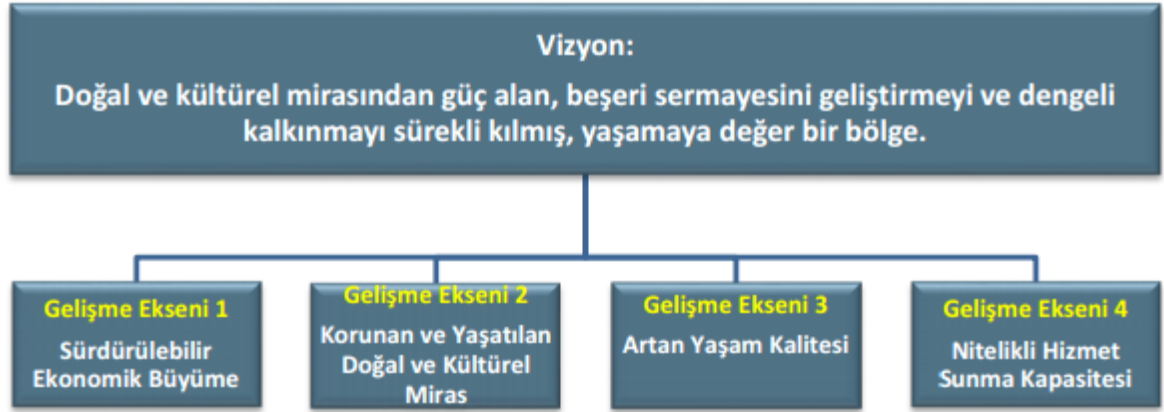 Vizyon:
Doğal ve kültürel mirasından güç alan, beşeri sermayesini geliştirmeyi ve dengeli
kalkınmayı sürekli kılmış, yaşamaya değer bir bölge.
Gelişme Ekseni 1
Sürdürülebilir
Ekonomik Büyüme
Gelişme Ekseni 2
Korunan ve Yaşatılan
Doğal ve Kültürel
Miras
Gelişme Ekseni 3
Artan Yaşam Kalitesi
Gelişme Ekseni 4
Nitelikli Hizmet
Sunma Kapasitesi